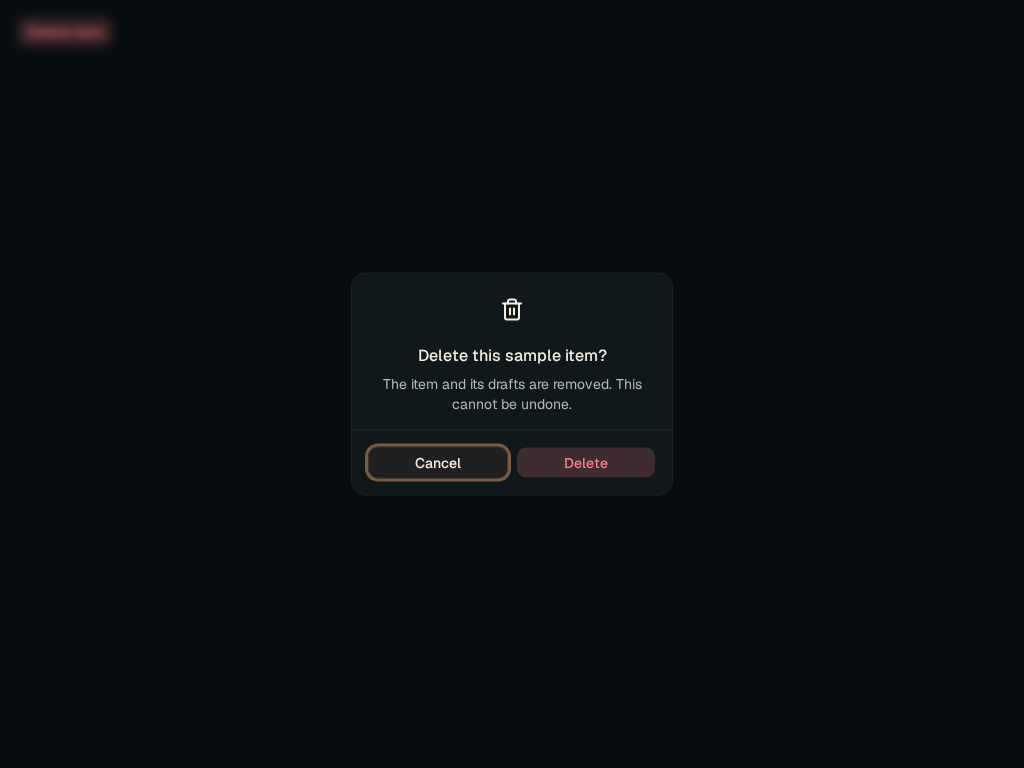 Delete this sample item?
The item and its drafts are removed. This
cannot be undone.
Cancel
Delete